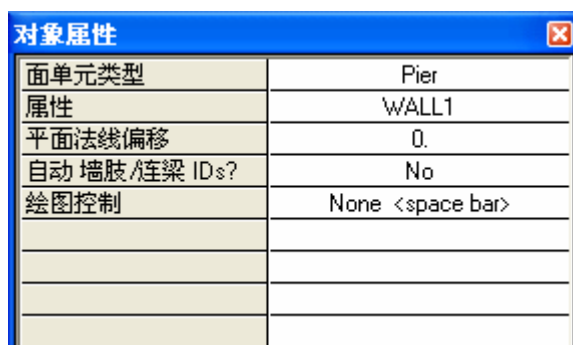 对象属性
面单元类型 Pier
属性 WALL1
平面法线偏移 0.
自动 墙肢/连梁 IDs? No
绘图控制 None <space bar>